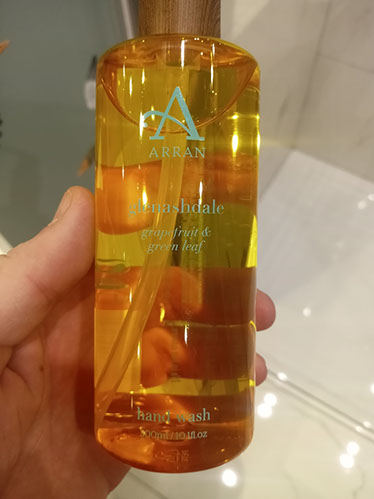 A
ARRAN
glenashdale
grapefruit &
green leaf
hand wash
300ml/10.1fl.oz